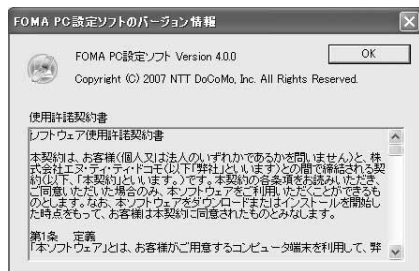 FOMA PC設定ソフトのバージョン情報
FOMA PC設定ソフト Version 4.0.0
OK
Copyright (C) 2007 NTT DoCoMo, Inc. All Rights Reserved.
使用許諾契約書
ソフトウェア使用許諾契約書
本契約は、お客様(個人又は法人のいずれかであるかを問いません)と、株
式会社エヌ・ティ・ティ・ドコモ(以下「弊社」といいます)との間で締結される契
約(以下、「本契約」といいます。)です。本契約の各条項をお読みいただき、
ご同意いただいた場合のみ、本ソフトウェアをご利用いただくことができるも
のとします。なお、本ソフトウェアをダウンロードまたはインストールを開始し
た時点をもって、お客様は本契約に同意されたものとみなします。
第1条　定義
「本ソフトウェア」とは、お客様がご用意するコンピュータ端末を利用して、弊